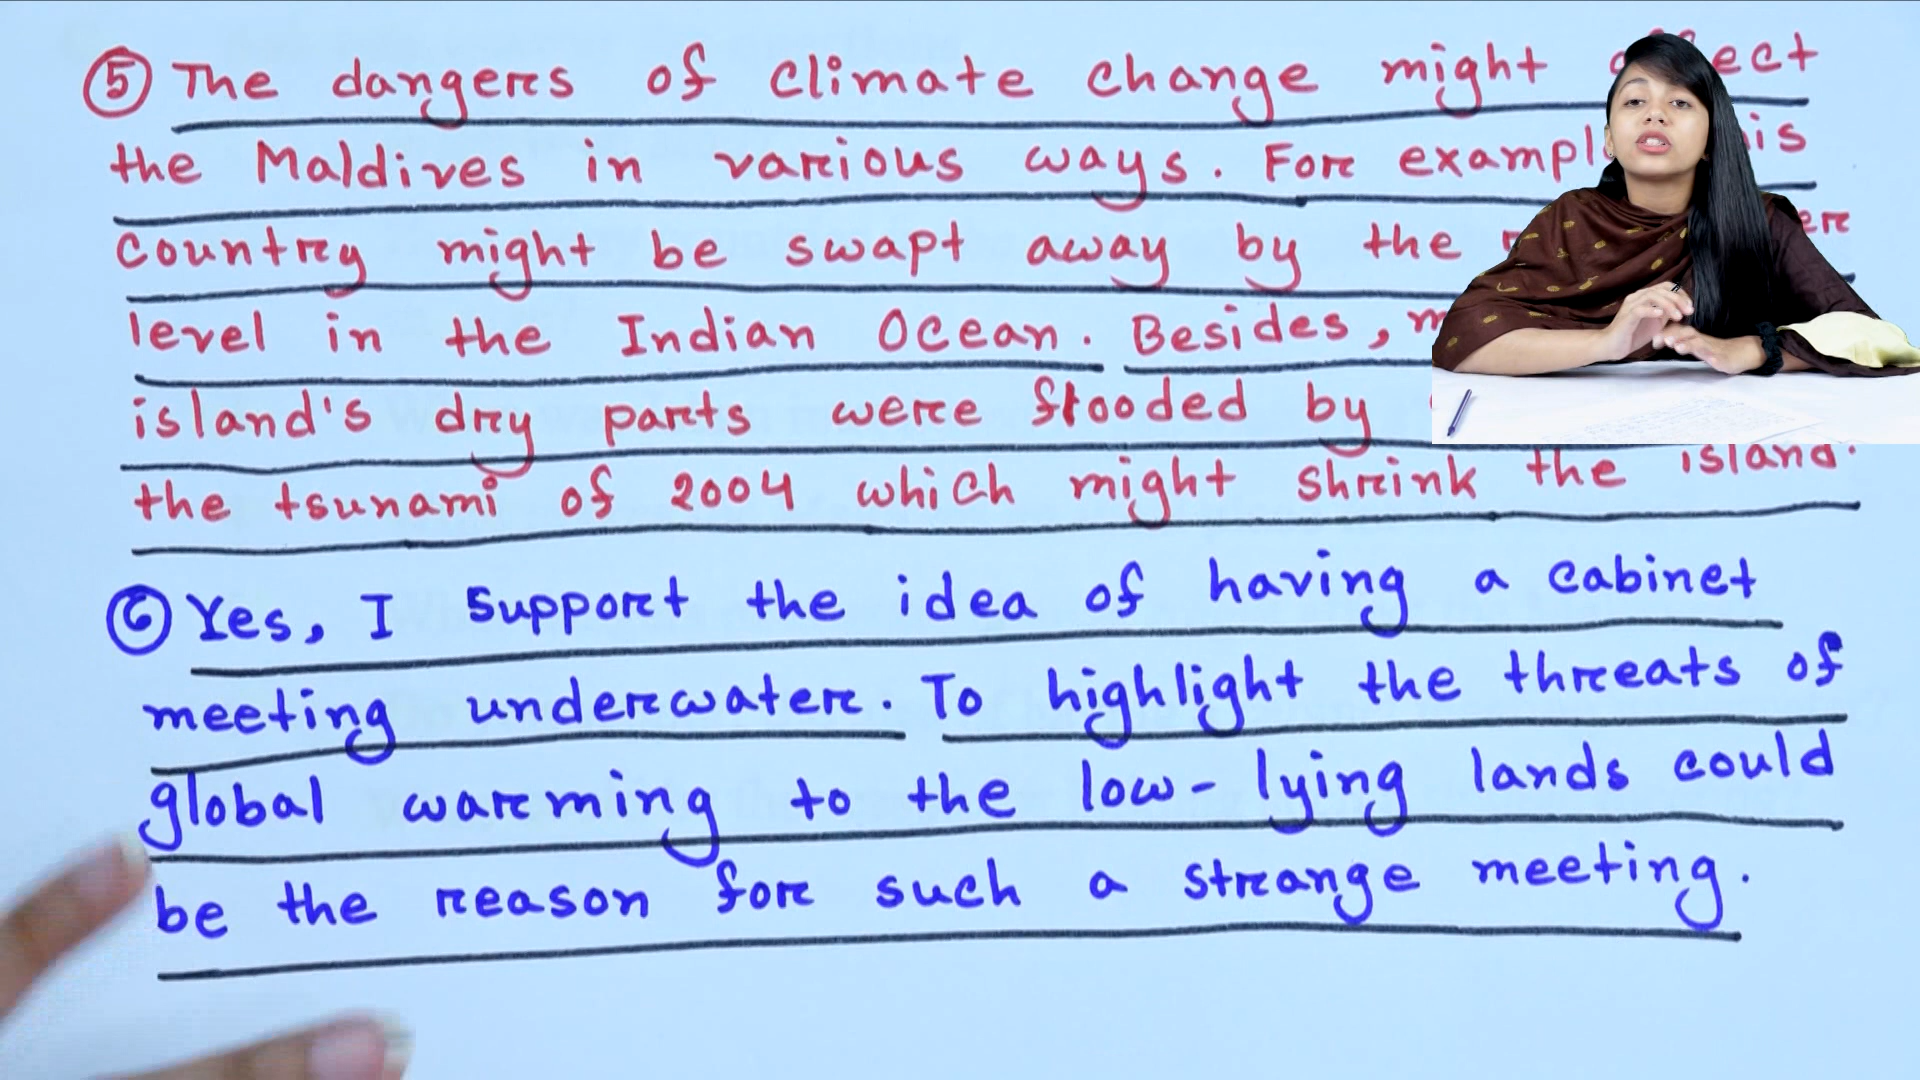 5 The dangers of climate change might affect
the Maldives in various ways. For example, this
country might be swapt away by the
level in the Indian Ocean. Besides,
island's dry parts were flooded by
the tsunami of 2004 which might shrink the island.
6 Yes, I support the idea of having a cabinet
meeting underwater. To highlight the threats of
global warming to the low-lying lands could
be the reason for such a strange meeting.